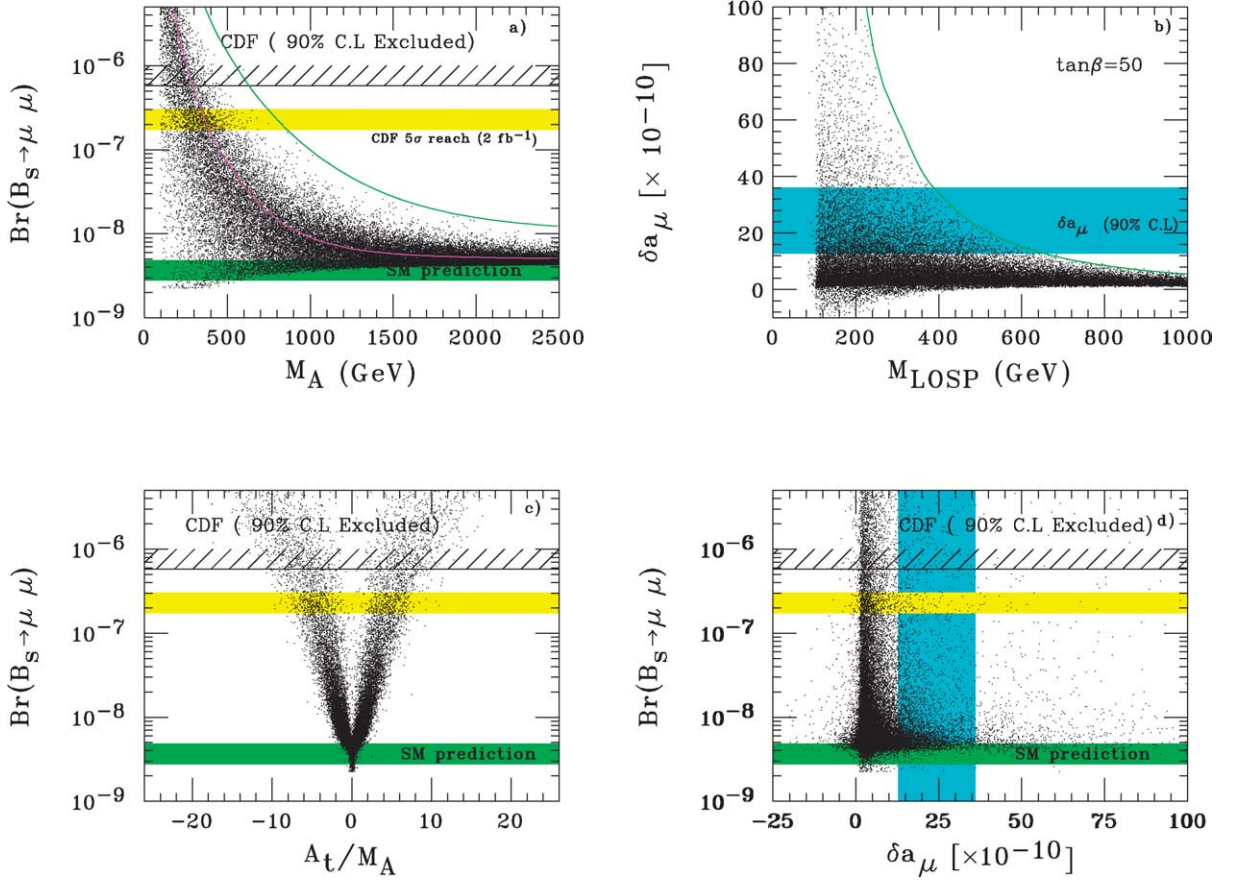 a)
CDF ( 90% C.L Excluded)
CDF 5σ reach (2 fb⁻¹)
SM prediction
Br(B_s→μ μ)
10⁻⁶
10⁻⁷
10⁻⁸
10⁻⁹
0 500 1000 1500 2000 2500
M_A (GeV)
b)
tanβ=50
δa_μ (90% C.L)
δa_μ [× 10⁻¹⁰]
100
80
60
40
20
0
0 200 400 600 800 1000
M_LOSP (GeV)
c)
CDF ( 90% C.L Excluded)
SM prediction
Br(B_s→μ μ)
10⁻⁶
10⁻⁷
10⁻⁸
10⁻⁹
-20 -10 0 10 20
A_t/M_A
CDF ( 90% C.L Excluded) d)
SM prediction
Br(B_s→μ μ)
10⁻⁶
10⁻⁷
10⁻⁸
10⁻⁹
-25 0 25 50 75 100
δa_μ [×10⁻¹⁰]